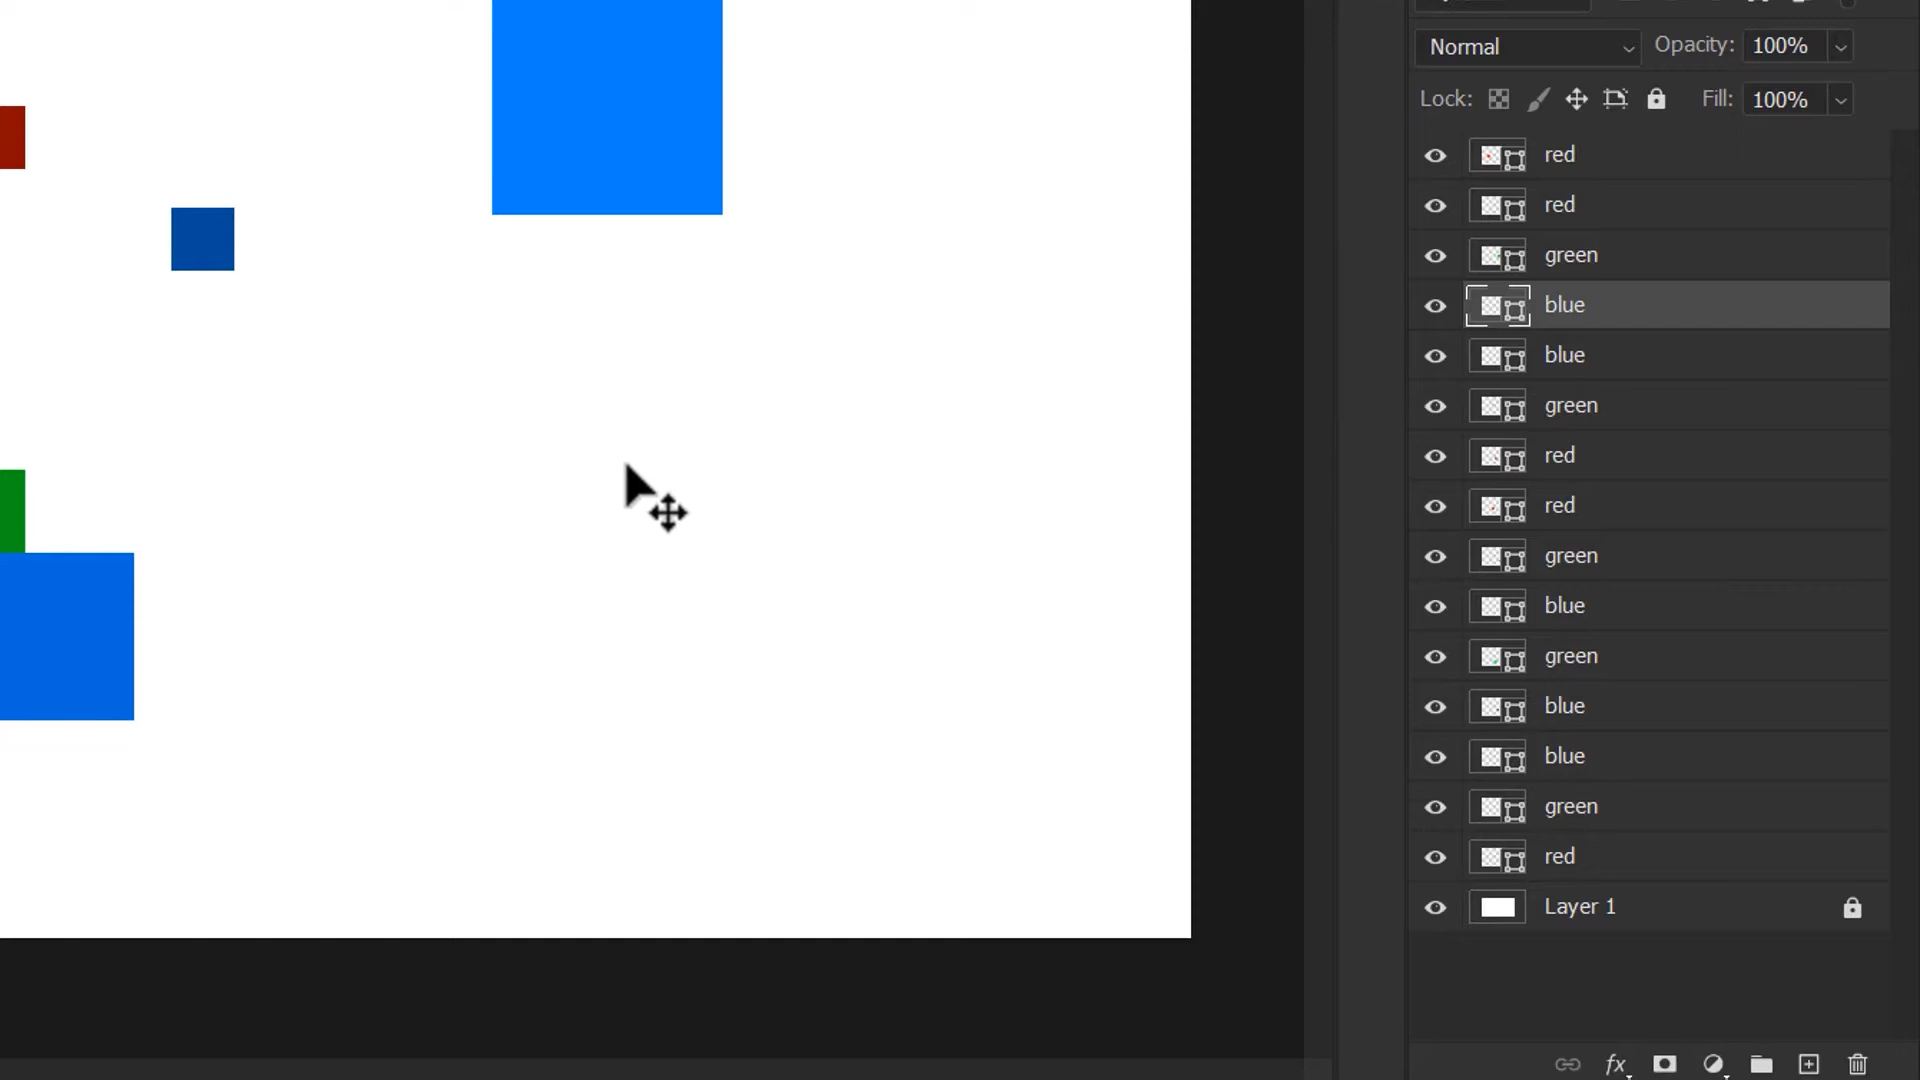 Normal
Opacity: 100%
Lock:
Fill: 100%
red
red
green
blue
blue
green
red
red
green
blue
green
blue
blue
green
red
Layer 1
fx